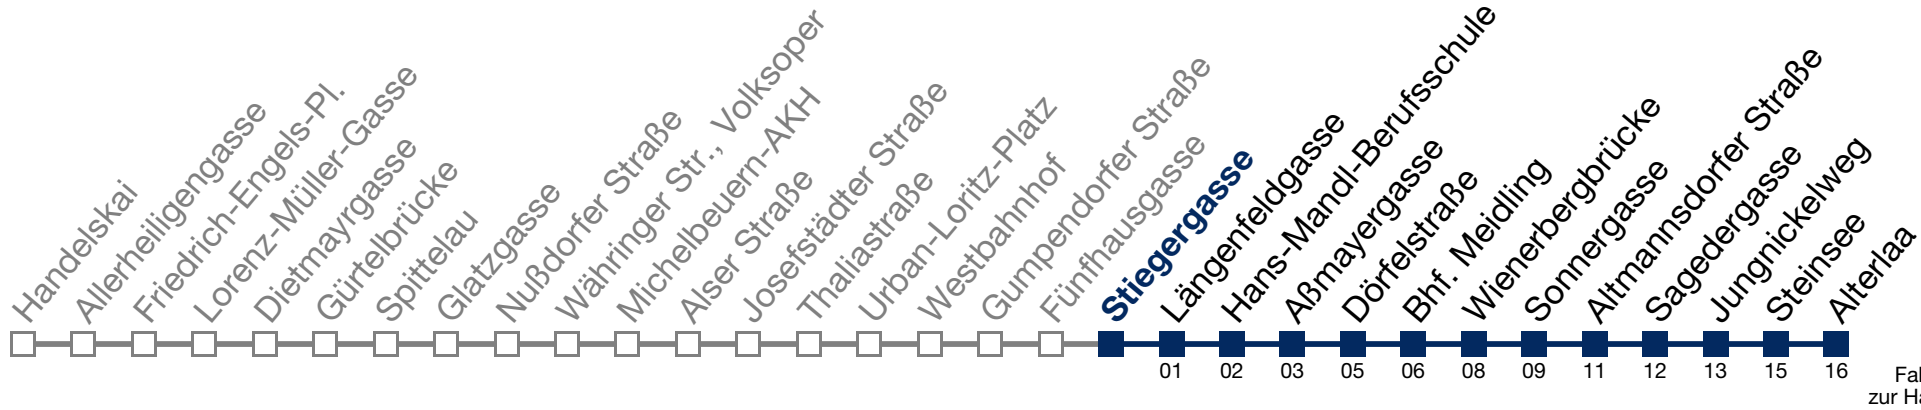 Handelskai
Allerheiligengasse
Friedrich-Engels-Pl.
Lorenz-Müller-Gasse
Dietmayrgasse
Gürtelbrücke
Spittelau
Glatzgasse
Nußdorfer Straße
Währinger Str., Volksoper
Michelbeuern-AKH
Alser Straße
Josefstädter Straße
Thaliastraße
Urban-Loritz-Platz
Westbahnhof
Gumpendorfer Straße
Fünfhausgasse
Stiegergasse
Längenfeldgasse
Hans-Mandl-Berufsschule
Aßmayergasse
Dörfelstraße
Bhf. Meidling
Wienerbergbrücke
Sonnergasse
Altmannsdorfer Straße
Sagedergasse
Jungnickelweg
Steinsee
Alterlaa
01 02 03 05 06 08 09 11 12 13 15 16
Fal
zur Ha